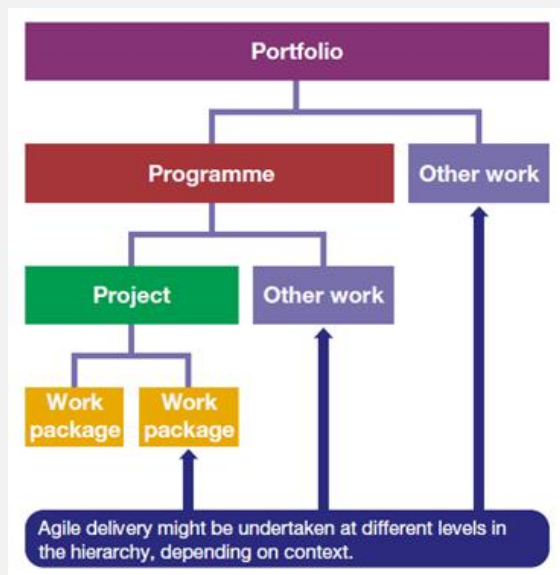 Portfolio
Programme
Other work
Project
Other work
Work
package
Work
package
Agile delivery might be undertaken at different levels in
the hierarchy, depending on context.